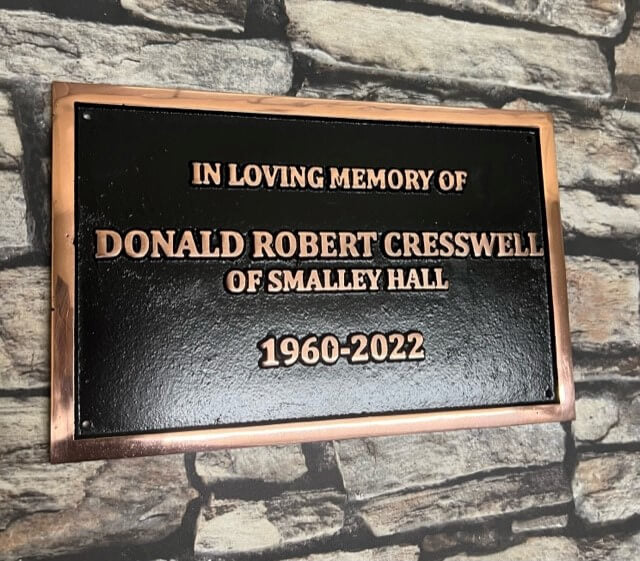 IN LOVING MEMORY OF
DONALD ROBERT CRESSWELL
OF SMALLEY HALL
1960-2022